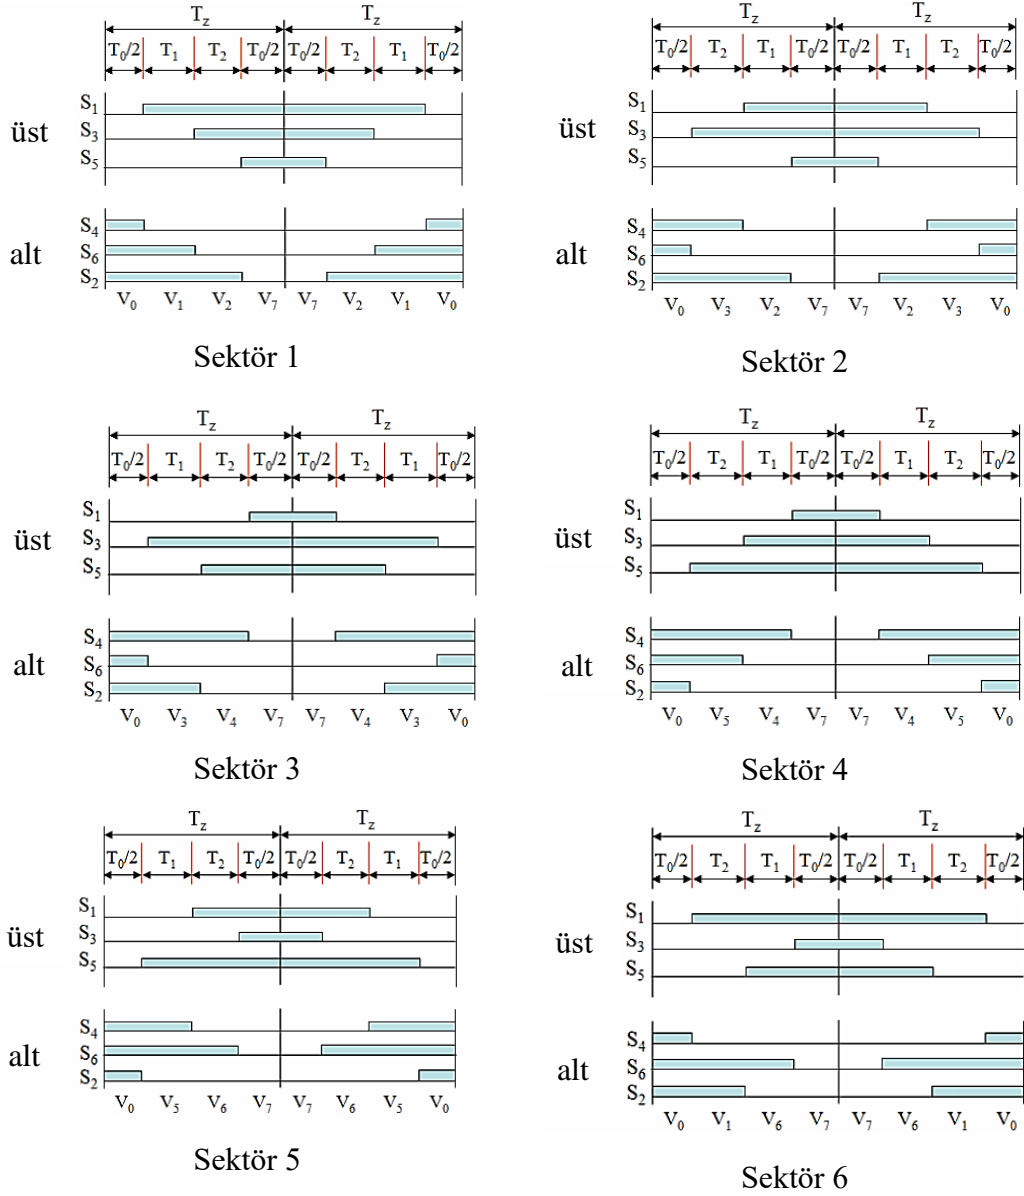 T_z T_z
T_0/2 T_1 T_2 T_0/2 T_0/2 T_2 T_1 T_0/2
üst
S_1
S_3
S_5
alt
S_4
S_6
S_2
V_0 V_1 V_2 V_7 V_7 V_2 V_1 V_0
Sektör 1
T_z T_z
T_0/2 T_2 T_1 T_0/2 T_0/2 T_1 T_2 T_0/2
üst
S_1
S_3
S_5
alt
S_4
S_6
S_2
V_0 V_3 V_2 V_7 V_7 V_2 V_3 V_0
Sektör 2
T_z T_z
T_0/2 T_1 T_2 T_0/2 T_0/2 T_2 T_1 T_0/2
üst
S_1
S_3
S_5
alt
S_4
S_6
S_2
V_0 V_3 V_4 V_7 V_7 V_4 V_3 V_0
Sektör 3
T_z T_z
T_0/2 T_2 T_1 T_0/2 T_0/2 T_1 T_2 T_0/2
üst
S_1
S_3
S_5
alt
S_4
S_6
S_2
V_0 V_5 V_4 V_7 V_7 V_4 V_5 V_0
Sektör 4
T_z T_z
T_0/2 T_1 T_2 T_0/2 T_0/2 T_2 T_1 T_0/2
üst
S_1
S_3
S_5
alt
S_4
S_6
S_2
V_0 V_5 V_6 V_7 V_7 V_6 V_5 V_0
Sektör 5
T_z T_z
T_0/2 T_2 T_1 T_0/2 T_0/2 T_1 T_2 T_0/2
üst
S_1
S_3
S_5
alt
S_4
S_6
S_2
V_0 V_1 V_6 V_7 V_7 V_6 V_1 V_0
Sektör 6